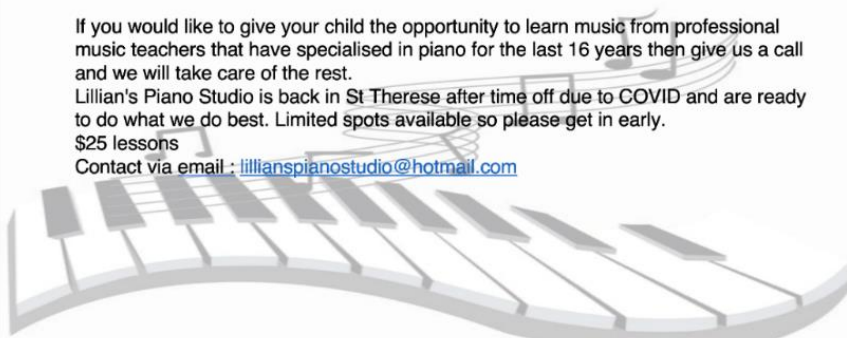 If you would like to give your child the opportunity to learn music from professional
music teachers that have specialised in piano for the last 16 years then give us a call
and we will take care of the rest.
Lillian's Piano Studio is back in St Therese after time off due to COVID and are ready
to do what we do best. Limited spots available so please get in early.
$25 lessons
Contact via email : lillianspianostudio@hotmail.com